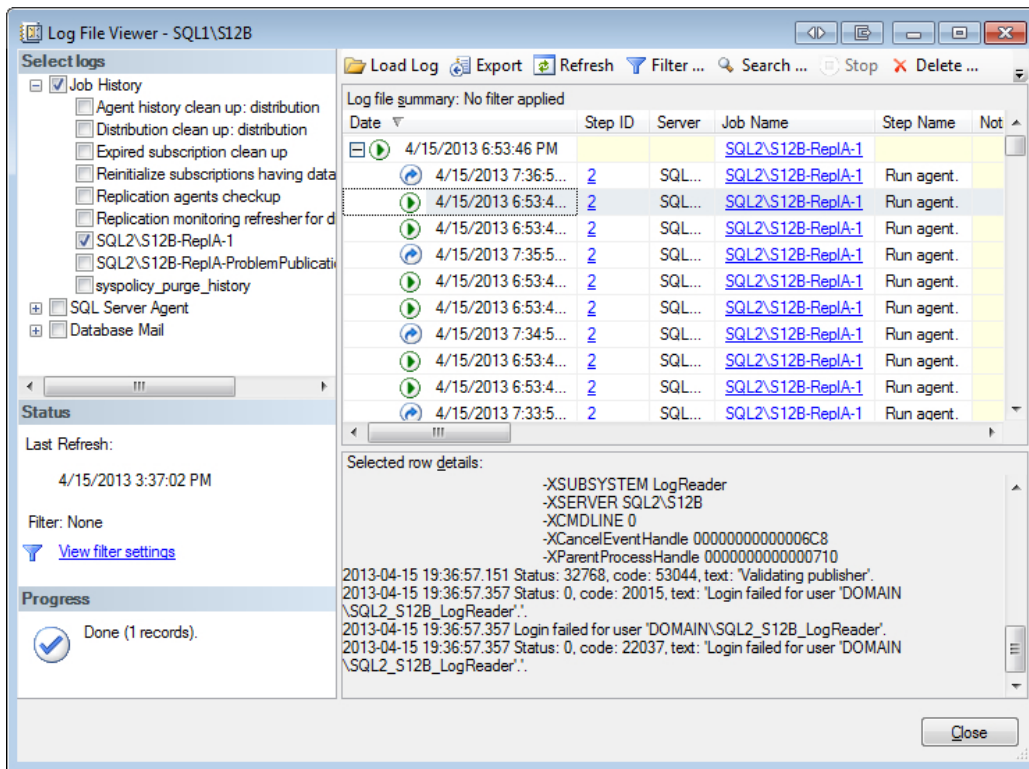 Log File Viewer - SQL1\S12B
Select logs
Job History
Agent history clean up: distribution
Distribution clean up: distribution
Expired subscription clean up
Reinitialize subscriptions having data
Replication agents checkup
Replication monitoring refresher for d
SQL2\S12B-ReplA-1
SQL2\S12B-ReplA-ProblemPublicati
syspolicy_purge_history
SQL Server Agent
Database Mail
Status
Last Refresh:
4/15/2013 3:37:02 PM
Filter: None
View filter settings
Progress
Done (1 records).
Load Log Export Refresh Filter ... Search ... Stop Delete ...
Log file summary: No filter applied
Date Step ID Server Job Name Step Name Not
4/15/2013 6:53:46 PM SQL2\S12B-ReplA-1
4/15/2013 7:36:5... 2 SQL... SQL2\S12B-ReplA-1 Run agent.
4/15/2013 6:53:4... 2 SQL... SQL2\S12B-ReplA-1 Run agent.
4/15/2013 6:53:4... 2 SQL... SQL2\S12B-ReplA-1 Run agent.
4/15/2013 7:35:5... 2 SQL... SQL2\S12B-ReplA-1 Run agent.
4/15/2013 6:53:4... 2 SQL... SQL2\S12B-ReplA-1 Run agent.
4/15/2013 6:53:4... 2 SQL... SQL2\S12B-ReplA-1 Run agent.
4/15/2013 7:34:5... 2 SQL... SQL2\S12B-ReplA-1 Run agent.
4/15/2013 6:53:4... 2 SQL... SQL2\S12B-ReplA-1 Run agent.
4/15/2013 6:53:4... 2 SQL... SQL2\S12B-ReplA-1 Run agent.
4/15/2013 7:33:5... 2 SQL... SQL2\S12B-ReplA-1 Run agent.
Selected row details:
-XSUBSYSTEM LogReader
-XSERVER SQL2\S12B
-XCMDLINE 0
-XCancelEventHandle 00000000000006C8
-XParentProcessHandle 0000000000000710
2013-04-15 19:36:57.151 Status: 32768, code: 53044, text: 'Validating publisher'.
2013-04-15 19:36:57.357 Status: 0, code: 20015, text: 'Login failed for user 'DOMAIN
\SQL2_S12B_LogReader'.'.
2013-04-15 19:36:57.357 Login failed for user 'DOMAIN\SQL2_S12B_LogReader'.
2013-04-15 19:36:57.357 Status: 0, code: 22037, text: 'Login failed for user 'DOMAIN
\SQL2_S12B_LogReader'.'.
Close